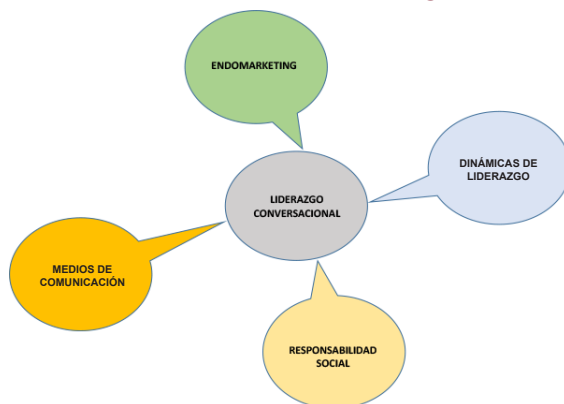 ENDOMARKETING
DINÁMICAS DE
LIDERAZGO
LIDERAZGO
CONVERSACIONAL
MEDIOS DE
COMUNICACIÓN
RESPONSABILIDAD
SOCIAL